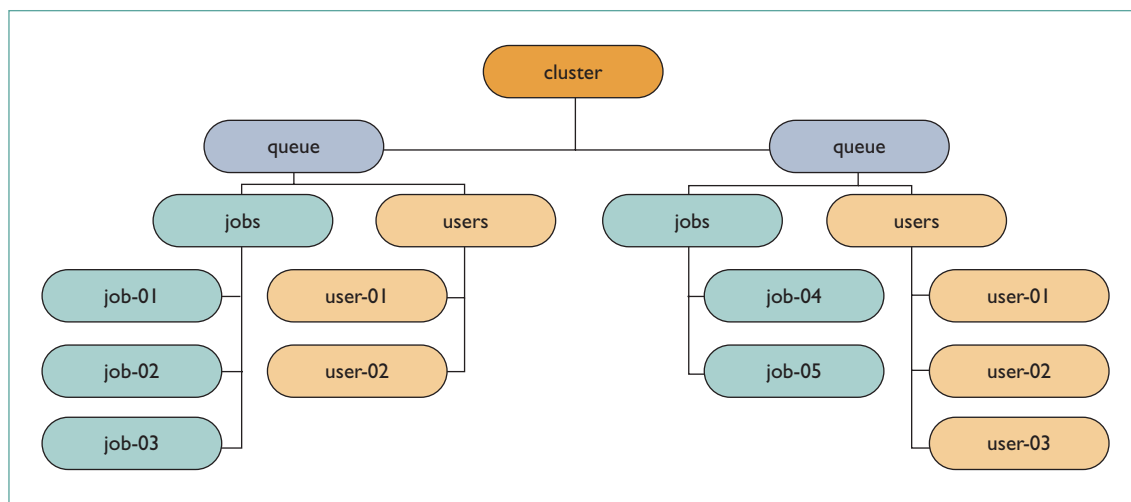 cluster
queue
queue
jobs
users
jobs
users
job-01
user-01
job-04
user-01
job-02
user-02
job-05
user-02
job-03
user-03